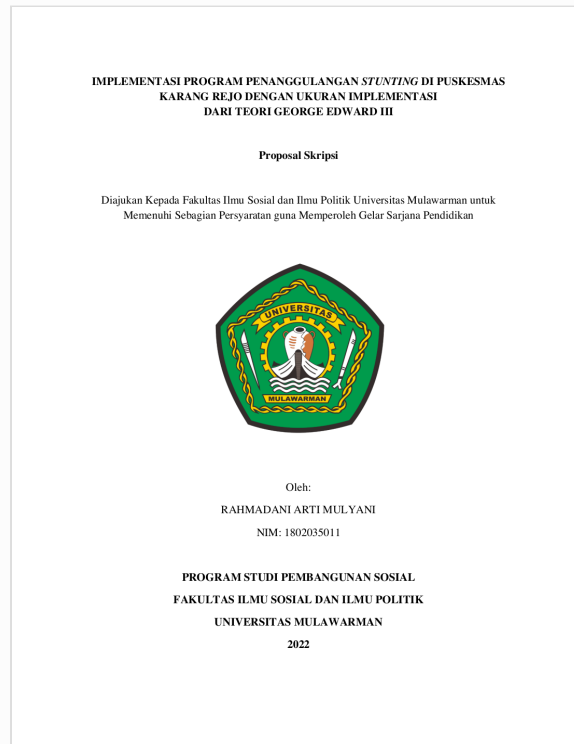 IMPLEMENTASI PROGRAM PENANGGULANGAN STUNTING DI PUSKESMAS
KARANG REJO DENGAN UKURAN IMPLEMENTASI
DARI TEORI GEORGE EDWARD III
Proposal Skripsi
Diajukan Kepada Fakultas Ilmu Sosial dan Ilmu Politik Universitas Mulawarman untuk
Memenuhi Sebagian Persyaratan guna Memperoleh Gelar Sarjana Pendidikan
UNIVERSITAS
MULAWARMAN
Oleh:
RAHMADANI ARTI MULYANI
NIM: 1802035011
PROGRAM STUDI PEMBANGUNAN SOSIAL
FAKULTAS ILMU SOSIAL DAN ILMU POLITIK
UNIVERSITAS MULAWARMAN
2022